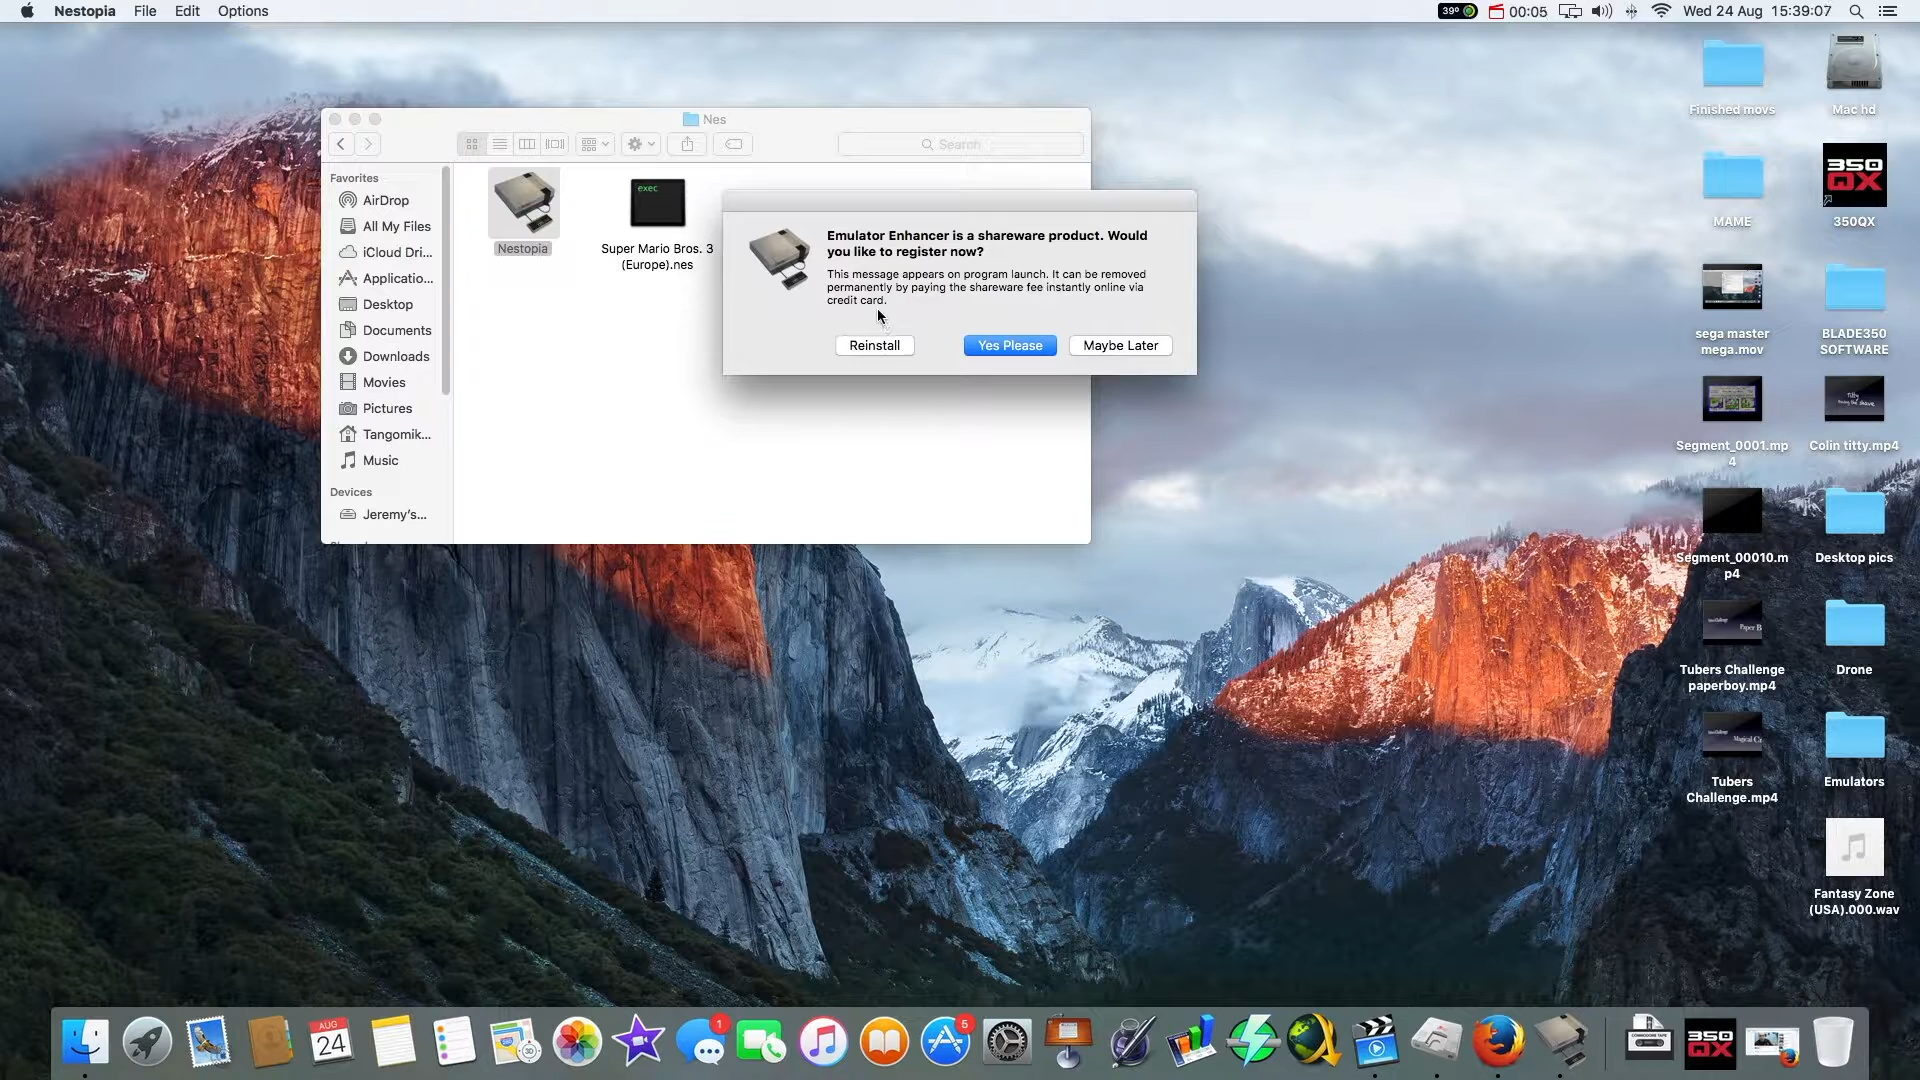 Nestopia File Edit Options
39° 00:05 Wed 24 Aug 15:39:07
Nes
Search
Favorites
AirDrop
All My Files
iCloud Dri...
Applicatio...
Desktop
Documents
Downloads
Movies
Pictures
Tangomik...
Music
Devices
Jeremy's...
Nestopia
exec
Super Mario Bros. 3
(Europe).nes
Emulator Enhancer is a shareware product. Would
you like to register now?
This message appears on program launch. It can be removed
permanently by paying the shareware fee instantly online via
credit card.
Reinstall
Yes Please
Maybe Later
Finished movs
Mac hd
MAME
350
QX
350QX
sega master
mega.mov
BLADE350
SOFTWARE
Segment_0001.mp
4
Colin titty.mp4
Segment_00010.m
p4
Desktop pics
Tubers Challenge
paperboy.mp4
Drone
Tubers
Challenge.mp4
Emulators
Fantasy Zone
(USA).000.wav
AUG
24
1
5
350
QX